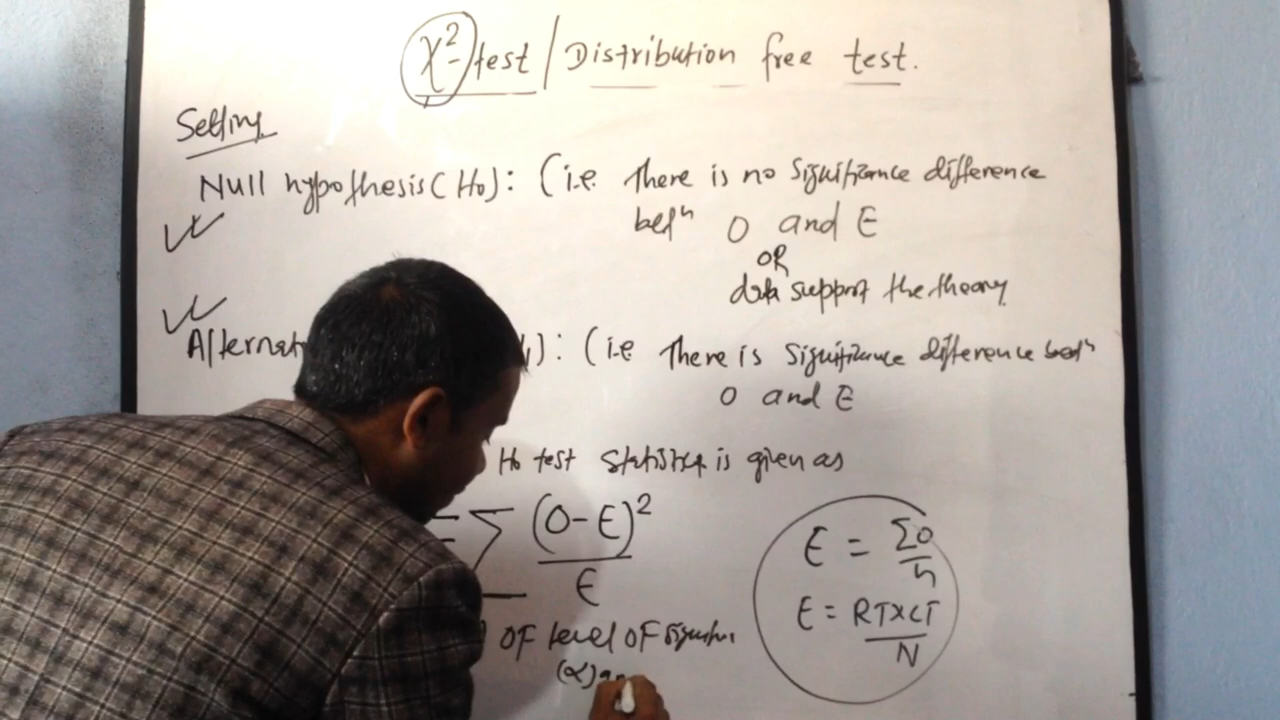 χ²-test / Distribution free test.
Setting
Null hypothesis (H₀): (i.e. There is no significance difference
betⁿ O and E
OR
data support the theory
Alternat ): (i.e There is significance difference betⁿ
O and E
H₀ test statistics is given as
= Σ (O-E)² / E
E = ΣO / n
E = RT×CT / N
OF level OF
(α)